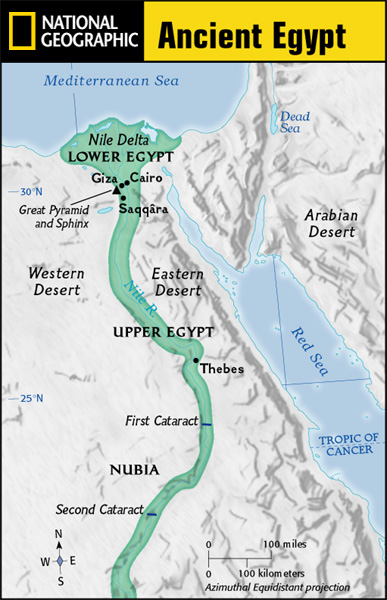 NATIONAL
GEOGRAPHIC
Ancient Egypt
Mediterranean Sea
Dead
Sea
Nile Delta
LOWER EGYPT
Giza
Cairo
30°N
Great Pyramid
and Sphinx
Saqqâra
Arabian
Desert
Western
Desert
Eastern
Desert
Nile R.
UPPER EGYPT
Red Sea
Thebes
25°N
First Cataract
TROPIC OF
CANCER
NUBIA
Second Cataract
N
W E
S
0 100 miles
0 100 kilometers
Azimuthal Equidistant projection